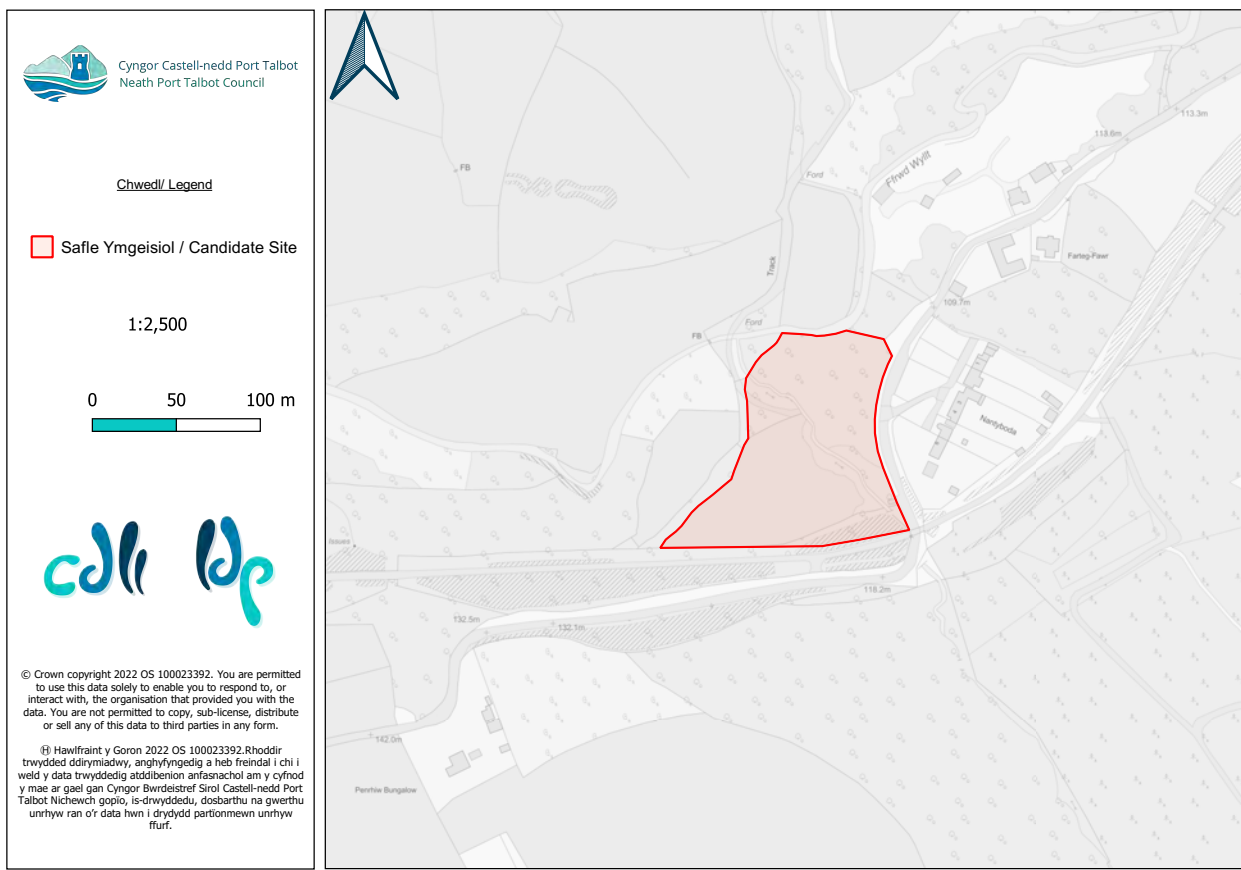 Cyngor Castell-nedd Port Talbot
Neath Port Talbot Council
Chwedl/ Legend
Safle Ymgeisiol / Candidate Site
1:2,500
0 50 100 m
cdll ldp
© Crown copyright 2022 OS 100023392. You are permitted
to use this data solely to enable you to respond to, or
interact with, the organisation that provided you with the
data. You are not permitted to copy, sub-license, distribute
or sell any of this data to third parties in any form.
Ⓗ Hawlfraint y Goron 2022 OS 100023392.Rhoddir
trwydded ddirymiadwy, anghyfyngedig a heb freindal i chi i
weld y data trwyddedig atddibenion anfasnachol am y cyfnod
y mae ar gael gan Cyngor Bwrdeistref Sirol Castell-nedd Port
Talbot Nichewch gopïo, is-drwyddedu, dosbarthu na gwerthu
unrhyw ran o'r data hwn i drydydd partïonmewn unrhyw
ffurf.
113.3m
113.6m
FB
Ford
Ffrwd Wyllt
Farteg-Fawr
Track
109.7m
Ford
FB
Nantyboda
Issues
118.2m
132.5m
132.1m
142.0m
Penrhiw Bungalow